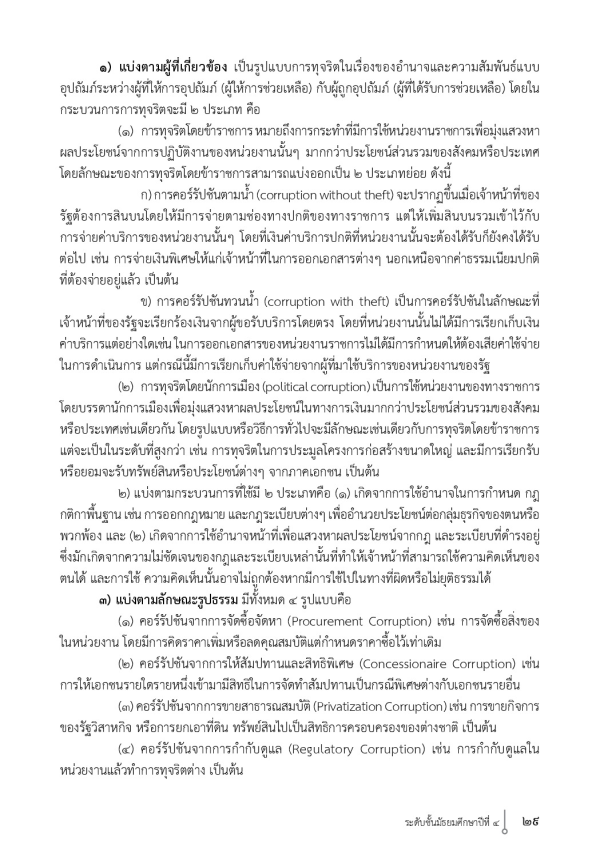 ๑) แบ่งตามผู้ที่เกี่ยวข้อง เป็นรูปแบบการทุจริตในเรื่องของอำนาจและความสัมพันธ์แบบ
อุปถัมภ์ระหว่างผู้ที่ให้การอุปถัมภ์ (ผู้ให้การช่วยเหลือ) กับผู้ถูกอุปถัมภ์ (ผู้ที่ได้รับการช่วยเหลือ) โดยใน
กระบวนการการทุจริตจะมี ๒ ประเภท คือ
(๑) การทุจริตโดยข้าราชการ หมายถึงการกระทำที่มีการใช้หน่วยงานราชการเพื่อมุ่งแสวงหา
ผลประโยชน์จากการปฏิบัติงานของหน่วยงานนั้นๆ มากกว่าประโยชน์ส่วนรวมของสังคมหรือประเทศ
โดยลักษณะของการทุจริตโดยข้าราชการสามารถแบ่งออกเป็น ๒ ประเภทย่อย ดังนี้
ก) การคอร์รัปชันตามน้ำ (corruption without theft) จะปรากฏขึ้นเมื่อเจ้าหน้าที่ของ
รัฐต้องการสินบนโดยให้มีการจ่ายตามช่องทางปกติของทางราชการ แต่ให้เพิ่มสินบนรวมเข้าไว้กับ
การจ่ายค่าบริการของหน่วยงานนั้นๆ โดยที่เงินค่าบริการปกติที่หน่วยงานนั้นจะต้องได้รับก็ยังคงได้รับ
ต่อไป เช่น การจ่ายเงินพิเศษให้แก่เจ้าหน้าที่ในการออกเอกสารต่างๆ นอกเหนือจากค่าธรรมเนียมปกติ
ที่ต้องจ่ายอยู่แล้ว เป็นต้น
ข) การคอร์รัปชันทวนน้ำ (corruption with theft) เป็นการคอร์รัปชันในลักษณะที่
เจ้าหน้าที่ของรัฐจะเรียกร้องเงินจากผู้ขอรับบริการโดยตรง โดยที่หน่วยงานนั้นไม่ได้มีการเรียกเก็บเงิน
ค่าบริการแต่อย่างใดเช่น ในการออกเอกสารของหน่วยงานราชการไม่ได้มีการกำหนดให้ต้องเสียค่าใช้จ่าย
ในการดำเนินการ แต่กรณีนี้มีการเรียกเก็บค่าใช้จ่ายจากผู้ที่มาใช้บริการของหน่วยงานของรัฐ
(๒) การทุจริตโดยนักการเมือง (political corruption) เป็นการใช้หน่วยงานของทางราชการ
โดยบรรดานักการเมืองเพื่อมุ่งแสวงหาผลประโยชน์ในทางการเงินมากกว่าประโยชน์ส่วนรวมของสังคม
หรือประเทศเช่นเดียวกัน โดยรูปแบบหรือวิธีการทั่วไปจะมีลักษณะเช่นเดียวกับการทุจริตโดยข้าราชการ
แต่จะเป็นในระดับที่สูงกว่า เช่น การทุจริตในการประมูลโครงการก่อสร้างขนาดใหญ่ และมีการเรียกรับ
หรือยอมจะรับทรัพย์สินหรือประโยชน์ต่างๆ จากภาคเอกชน เป็นต้น
๒) แบ่งตามกระบวนการที่ใช้มี ๒ ประเภทคือ (๑) เกิดจากการใช้อำนาจในการกำหนด กฎ
กติกาพื้นฐาน เช่น การออกกฎหมาย และกฎระเบียบต่างๆ เพื่ออำนวยประโยชน์ต่อกลุ่มธุรกิจของตนหรือ
พวกพ้อง และ (๒) เกิดจากการใช้อำนาจหน้าที่เพื่อแสวงหาผลประโยชน์จากกฎ และระเบียบที่ดำรงอยู่
ซึ่งมักเกิดจากความไม่ชัดเจนของกฎและระเบียบเหล่านั้นที่ทำให้เจ้าหน้าที่สามารถใช้ความคิดเห็นของ
ตนได้ และการใช้ ความคิดเห็นนั้นอาจไม่ถูกต้องหากมีการใช้ไปในทางที่ผิดหรือไม่ยุติธรรมได้
๓) แบ่งตามลักษณะรูปธรรม มีทั้งหมด ๔ รูปแบบคือ
(๑) คอร์รัปชันจากการจัดซื้อจัดหา (Procurement Corruption) เช่น การจัดซื้อสิ่งของ
ในหน่วยงาน โดยมีการคิดราคาเพิ่มหรือลดคุณสมบัติแต่กำหนดราคาซื้อไว้เท่าเดิม
(๒) คอร์รัปชันจากการให้สัมปทานและสิทธิพิเศษ (Concessionaire Corruption) เช่น
การให้เอกชนรายใดรายหนึ่งเข้ามามีสิทธิในการจัดทำสัมปทานเป็นกรณีพิเศษต่างกับเอกชนรายอื่น
(๓) คอร์รัปชันจากการขายสาธารณสมบัติ (Privatization Corruption) เช่น การขายกิจการ
ของรัฐวิสาหกิจ หรือการยกเอาที่ดิน ทรัพย์สินไปเป็นสิทธิการครอบครองของต่างชาติ เป็นต้น
(๔) คอร์รัปชันจากการกำกับดูแล (Regulatory Corruption) เช่น การกำกับดูแลใน
หน่วยงานแล้วทำการทุจริตต่าง เป็นต้น
ระดับชั้นมัธยมศึกษาปีที่ ๔ ๒๙